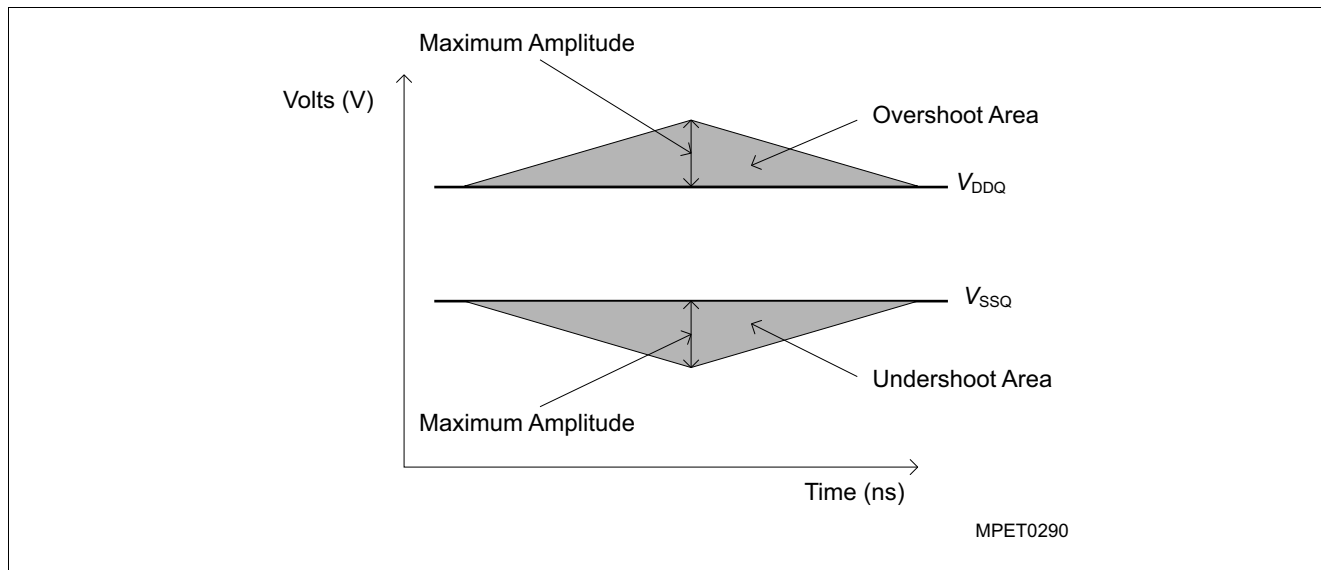 Maximum Amplitude
Volts (V)
Overshoot Area
VDDQ
VSSQ
Undershoot Area
Maximum Amplitude
Time (ns)
MPET0290